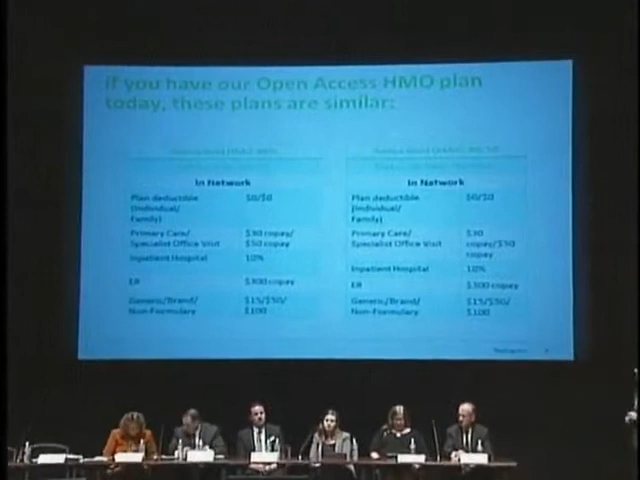 If you have our Open Access HMO plan
today, these plans are similar:
In Network
Plan deductible $0/$0
(Individual/
Family)
Primary Care/ $30 copay/
Specialist Office Visit $50 copay
Inpatient Hospital 10%
ER $300 copay
Generic/Brand/ $15/$50/
Non-Formulary $100
In Network
Plan deductible $0/$0
(Individual/
Family)
Primary Care/ $30
Specialist Office Visit copay/$50
copay
Inpatient Hospital 10%
ER $300 copay
Generic/Brand/ $15/$50/
Non-Formulary $100